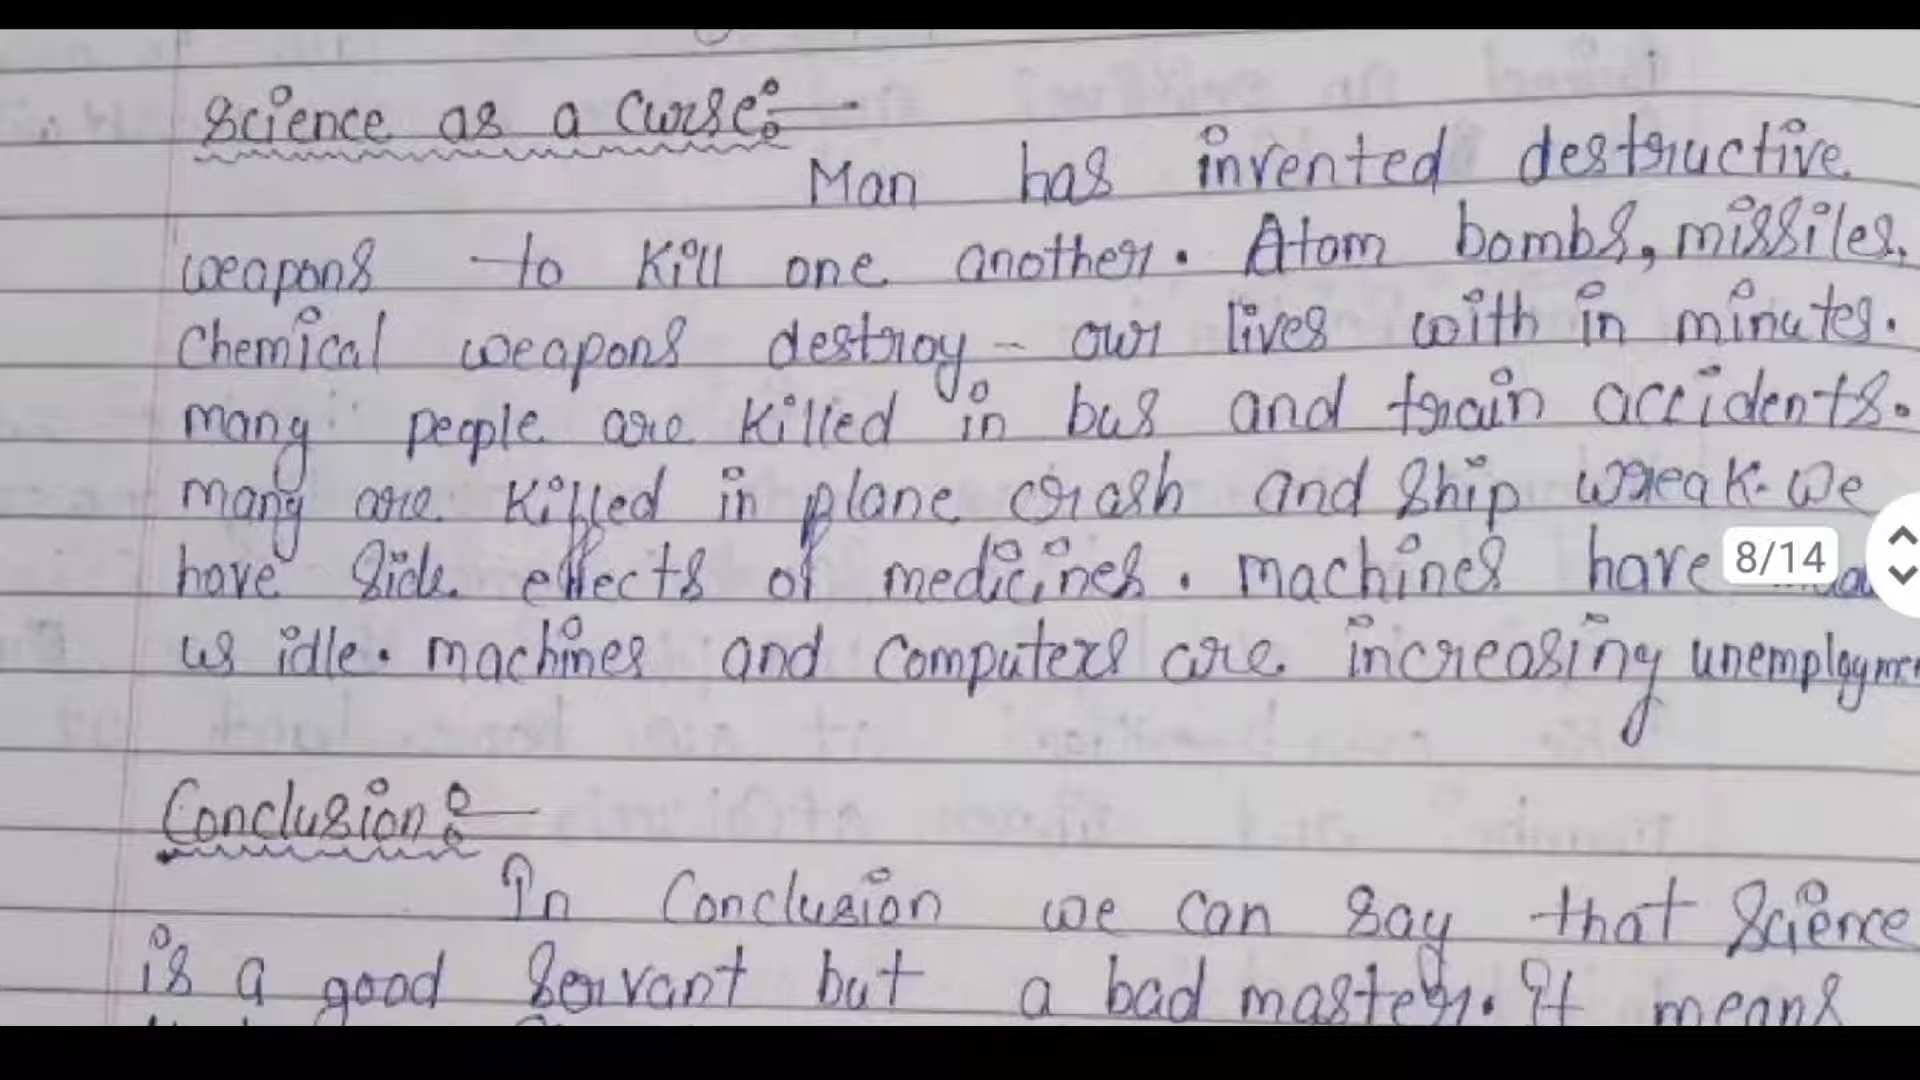 Science as a Curse:-
Man has invented destructive
weapons to kill one another. Atom bombs, missiles,
Chemical weapons destroy our lives with in minutes.
many people are killed in bus and train accidents.
many are killed in plane crash and ship wreak. We
have side effects of medicines. machines have
8/14
us idle. machines and computers are increasing unemploymen
Conclusion:-
In Conclusion we can say that Science
is a good servant but a bad master. It means